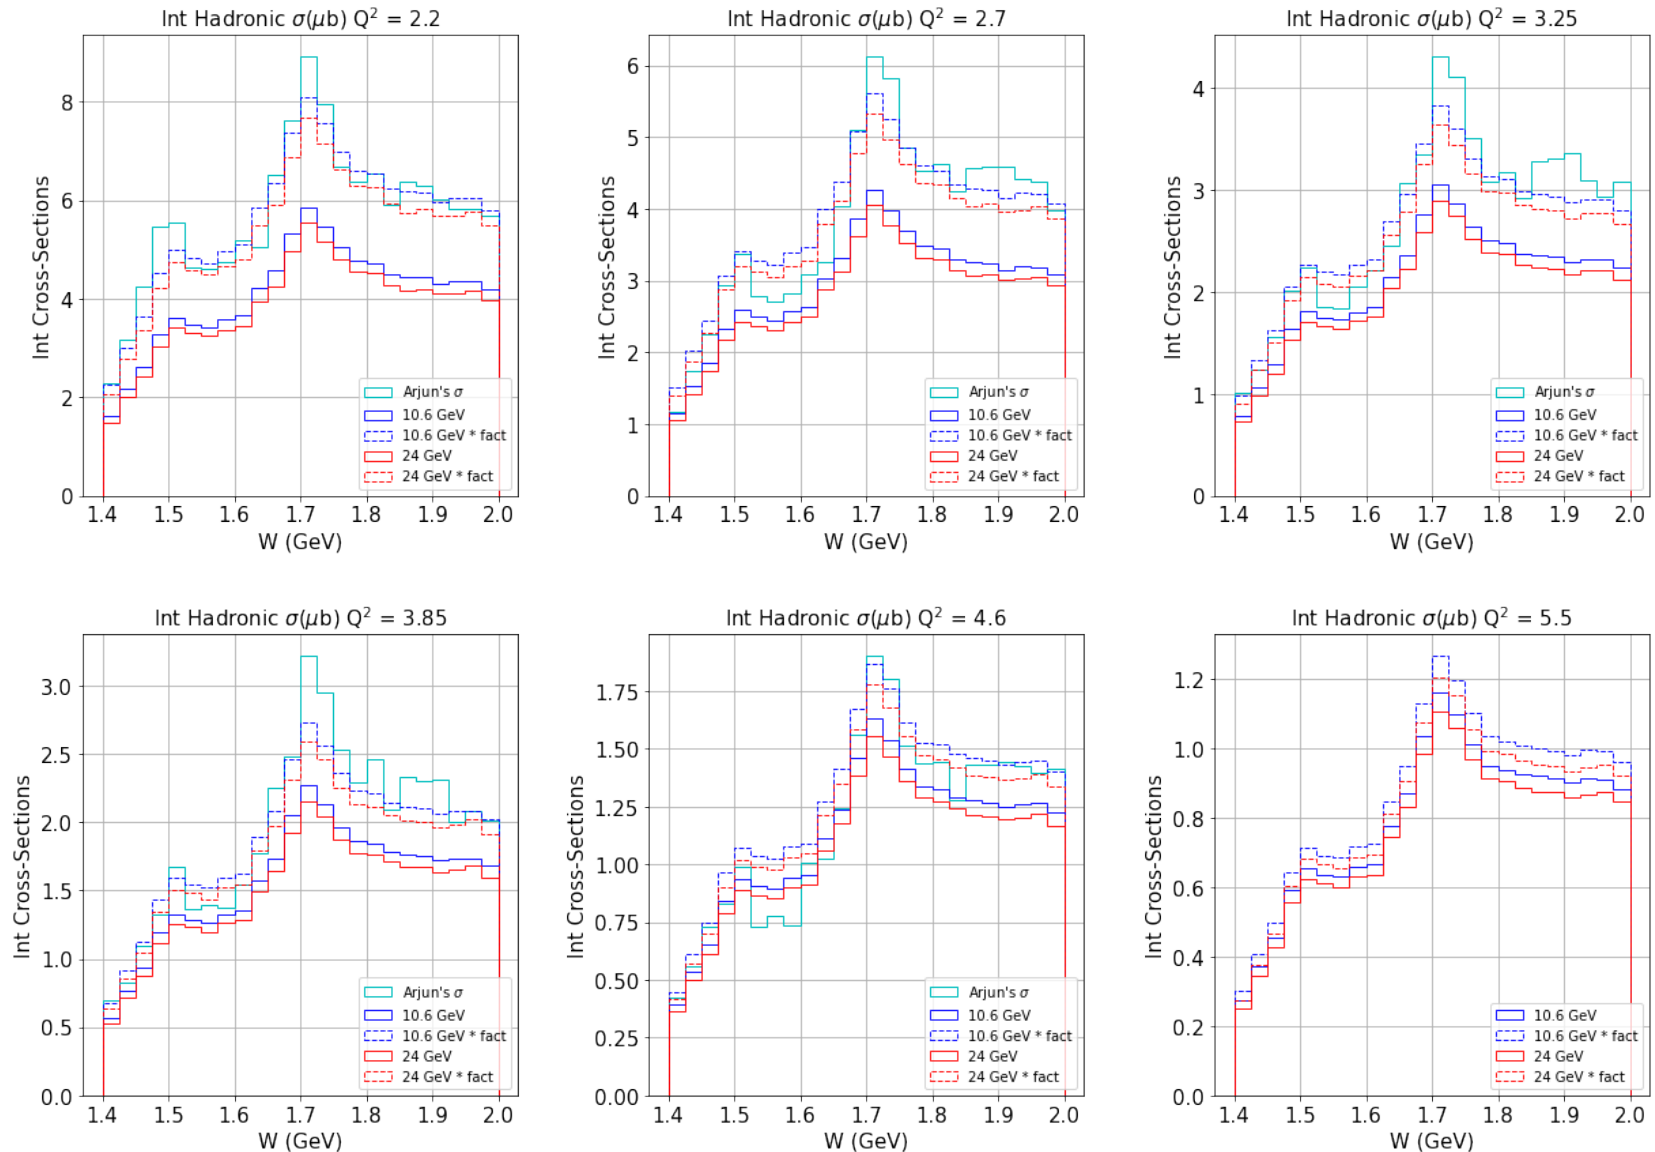 Int Hadronic σ(μb) Q² = 2.2
Int Cross-Sections
8
6
4
2
0
1.4 1.5 1.6 1.7 1.8 1.9 2.0
W (GeV)
Arjun's σ
10.6 GeV
10.6 GeV * fact
24 GeV
24 GeV * fact
Int Hadronic σ(μb) Q² = 2.7
Int Cross-Sections
6
5
4
3
2
1
0
1.4 1.5 1.6 1.7 1.8 1.9 2.0
W (GeV)
Arjun's σ
10.6 GeV
10.6 GeV * fact
24 GeV
24 GeV * fact
Int Hadronic σ(μb) Q² = 3.25
Int Cross-Sections
4
3
2
1
0
1.4 1.5 1.6 1.7 1.8 1.9 2.0
W (GeV)
Arjun's σ
10.6 GeV
10.6 GeV * fact
24 GeV
24 GeV * fact
Int Hadronic σ(μb) Q² = 3.85
Int Cross-Sections
3.0
2.5
2.0
1.5
1.0
0.5
0.0
1.4 1.5 1.6 1.7 1.8 1.9 2.0
W (GeV)
Arjun's σ
10.6 GeV
10.6 GeV * fact
24 GeV
24 GeV * fact
Int Hadronic σ(μb) Q² = 4.6
Int Cross-Sections
1.75
1.50
1.25
1.00
0.75
0.50
0.25
0.00
1.4 1.5 1.6 1.7 1.8 1.9 2.0
W (GeV)
Arjun's σ
10.6 GeV
10.6 GeV * fact
24 GeV
24 GeV * fact
Int Hadronic σ(μb) Q² = 5.5
Int Cross-Sections
1.2
1.0
0.8
0.6
0.4
0.2
0.0
1.4 1.5 1.6 1.7 1.8 1.9 2.0
W (GeV)
10.6 GeV
10.6 GeV * fact
24 GeV
24 GeV * fact